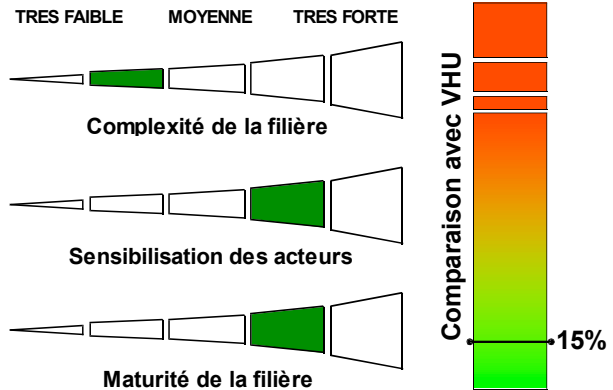 TRES FAIBLE MOYENNE TRES FORTE
Complexité de la filière
Sensibilisation des acteurs
Maturité de la filière
Comparaison avec VHU
15%